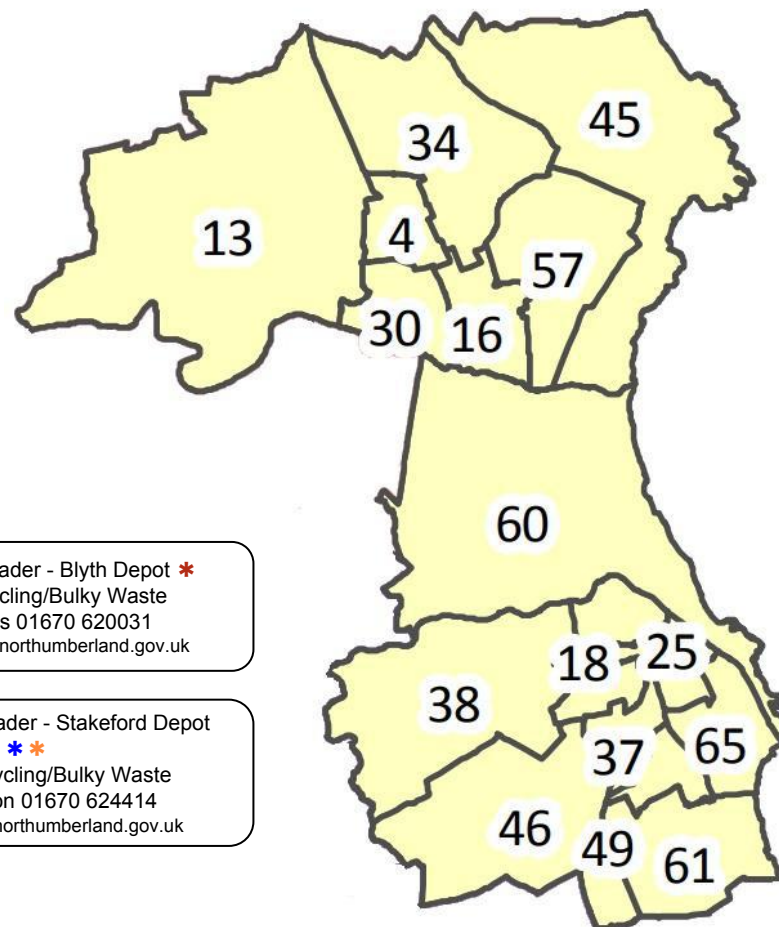 45
34
13
4
57
30
16
60
ader - Blyth Depot *
cling/Bulky Waste
s 01670 620031
northumberland.gov.uk
18
25
38
ader - Stakeford Depot
* *
cling/Bulky Waste
on 01670 624414
northumberland.gov.uk
37
65
46
49
61